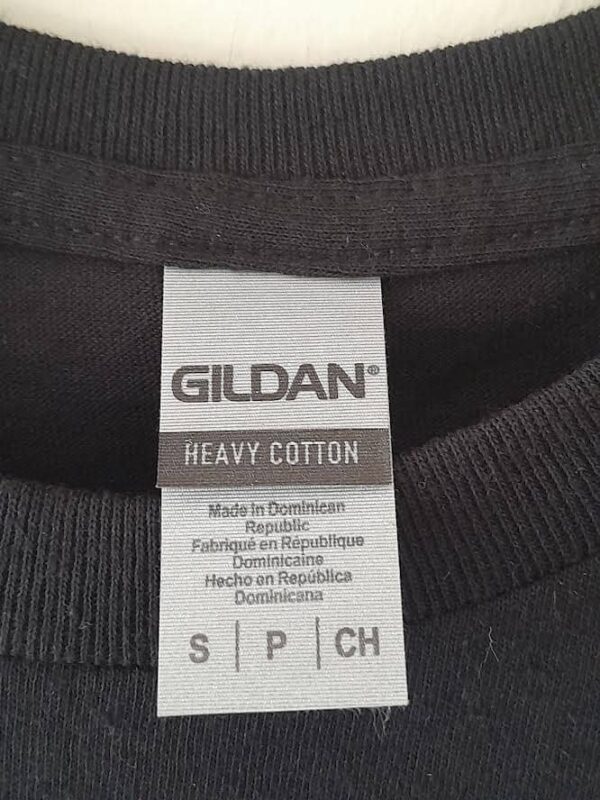 GILDAN®
HEAVY COTTON
Made in Dominican
Republic
Fabriqué en République
Dominicaine
Hecho en República
Dominicana
S | P | CH